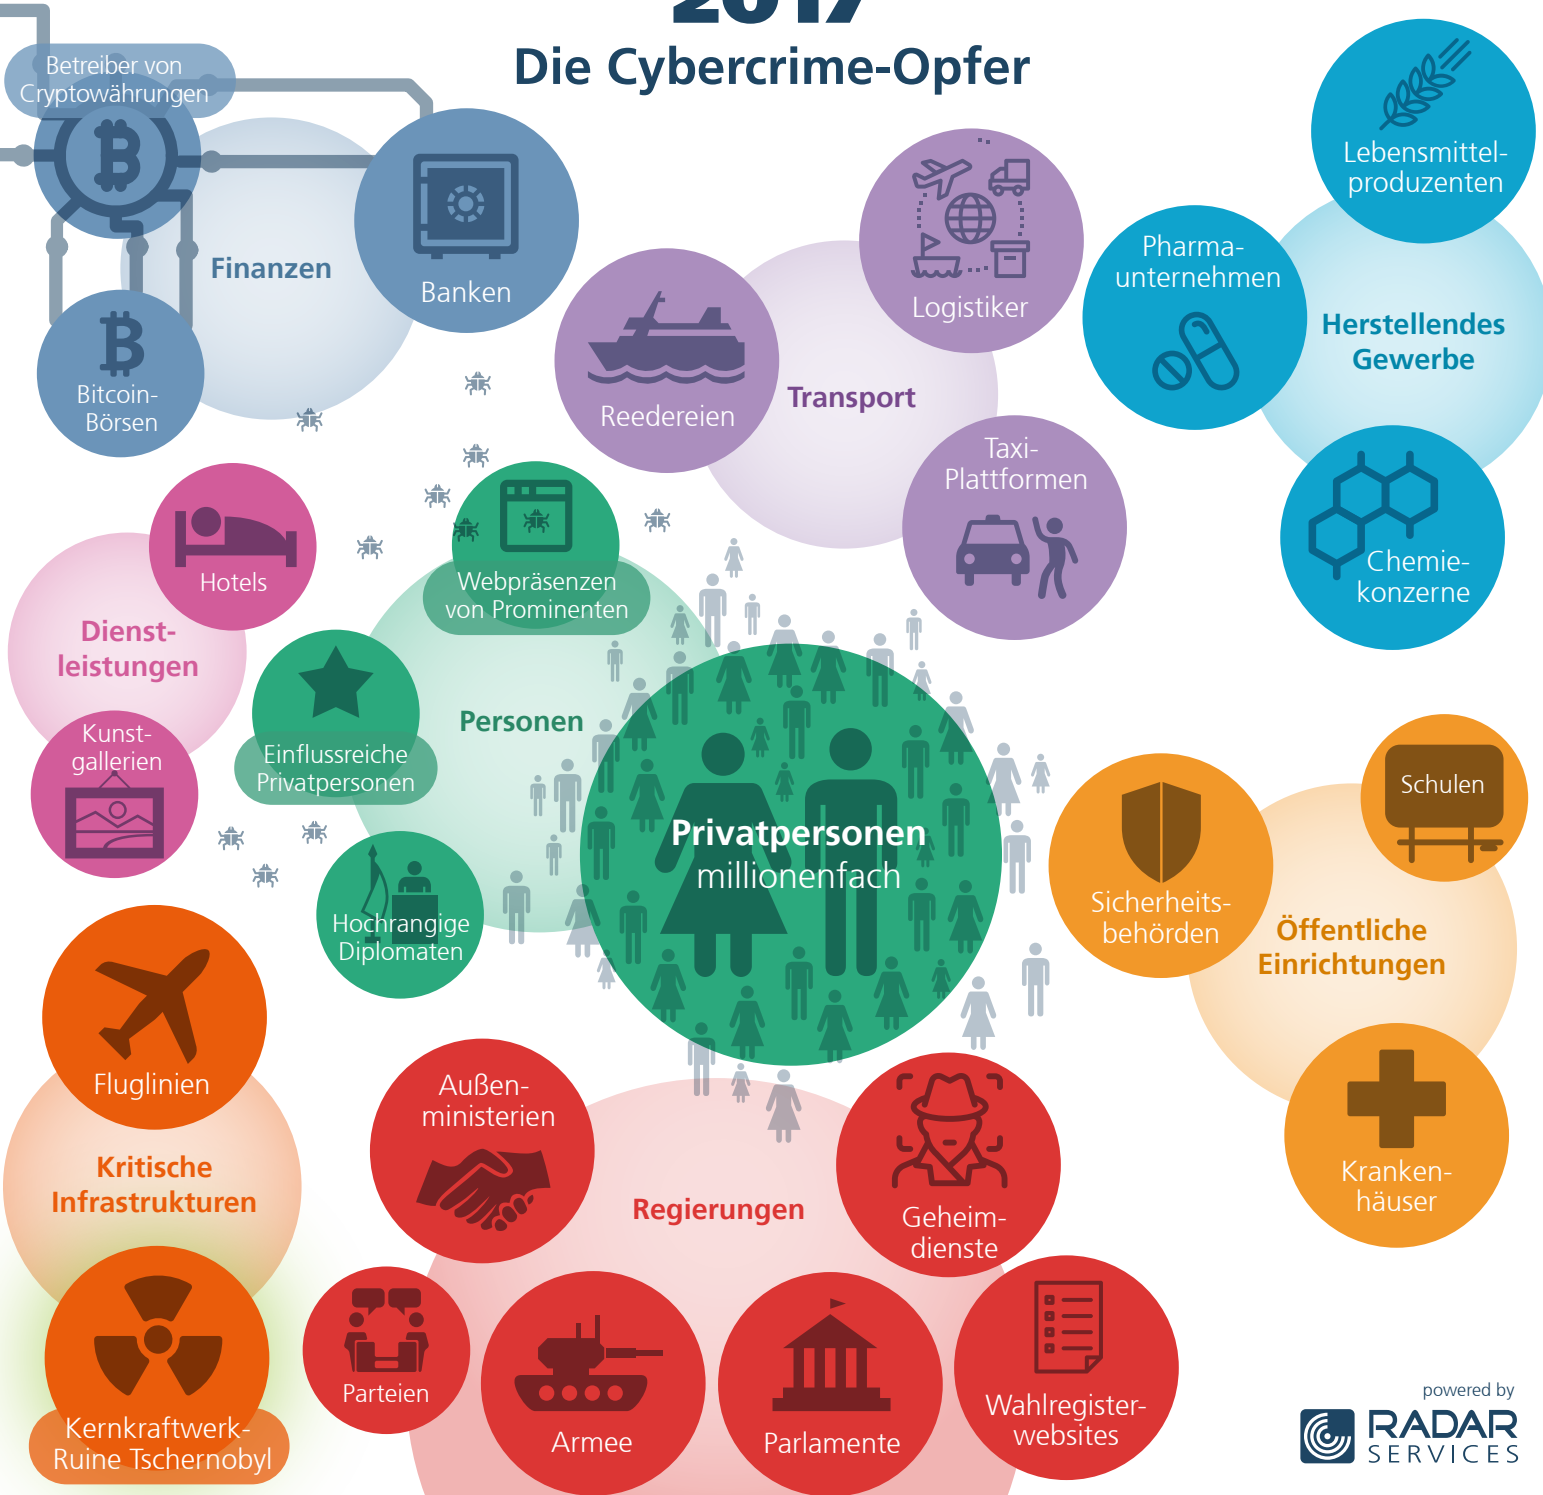 2017
Die Cybercrime-Opfer
Betreiber von
Cryptowährungen
Finanzen
Banken
Bitcoin-
Börsen
Reedereien
Transport
Logistiker
Taxi-
Plattformen
Lebensmittel-
produzenten
Pharma-
unternehmen
Herstellendes
Gewerbe
Chemie-
konzerne
Hotels
Dienst-
leistungen
Kunst-
gallerien
Webpräsenzen
von Prominenten
Einflussreiche
Privatpersonen
Personen
Hochrangige
Diplomaten
Privatpersonen
millionenfach
Schulen
Sicherheits-
behörden
Öffentliche
Einrichtungen
Kranken-
häuser
Fluglinien
Kritische
Infrastrukturen
Kernkraftwerk-
Ruine Tschernobyl
Außen-
ministerien
Regierungen
Geheim-
dienste
Parteien
Armee
Parlamente
Wahlregister-
websites
powered by
RADAR
SERVICES